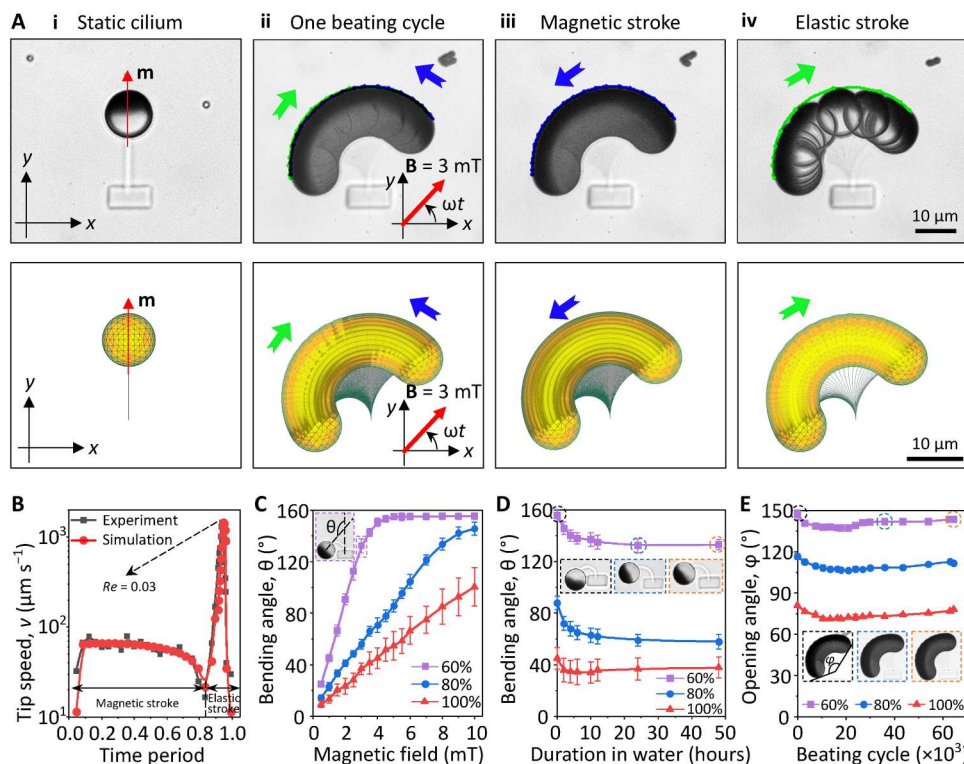 A
i Static cilium
ii One beating cycle
iii Magnetic stroke
iv Elastic stroke
m
y
x
B = 3 mT
y
ωt
x
10 μm
m
y
x
B = 3 mT
y
ωt
x
10 μm
B
Tip speed, v (μm s⁻¹)
10³
10²
10¹
Experiment
Simulation
Re = 0.03
Magnetic stroke
Elastic stroke
0.0 0.2 0.4 0.6 0.8 1.0
Time period
C
Bending angle, θ (°)
160
120
80
40
0
θ
60%
80%
100%
0 2 4 6 8 10
Magnetic field (mT)
D
Bending angle, θ (°)
160
120
80
40
0
60%
80%
100%
0 10 20 30 40 50
Duration in water (hours)
E
Opening angle, φ (°)
150
120
90
60
30
0
φ
60% 80% 100%
0 20 40 60
Beating cycle (×10³)